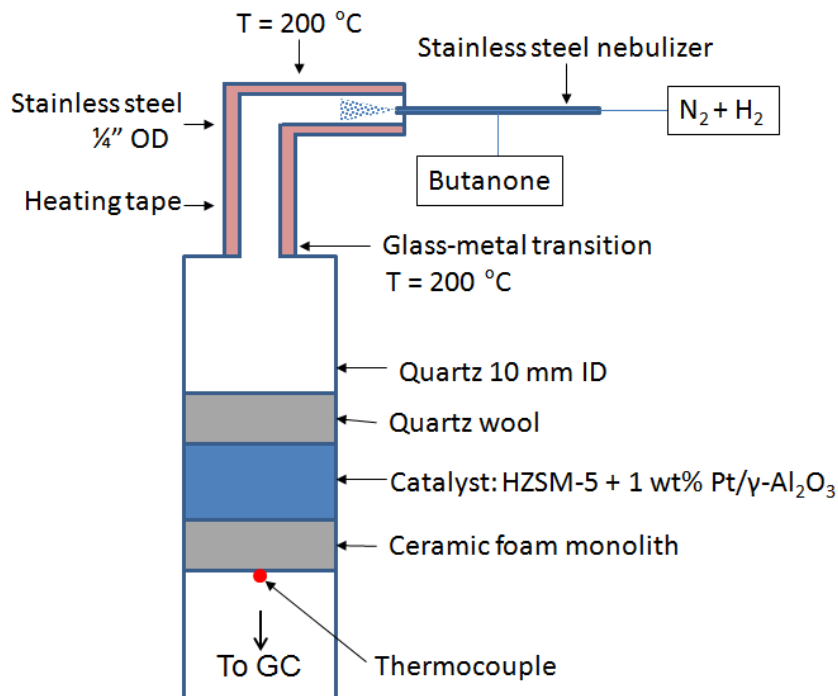 T = 200 °C
Stainless steel nebulizer
Stainless steel
¼” OD
N₂ + H₂
Butanone
Heating tape
Glass-metal transition
T = 200 °C
Quartz 10 mm ID
Quartz wool
Catalyst: HZSM-5 + 1 wt% Pt/γ-Al₂O₃
Ceramic foam monolith
To GC
Thermocouple